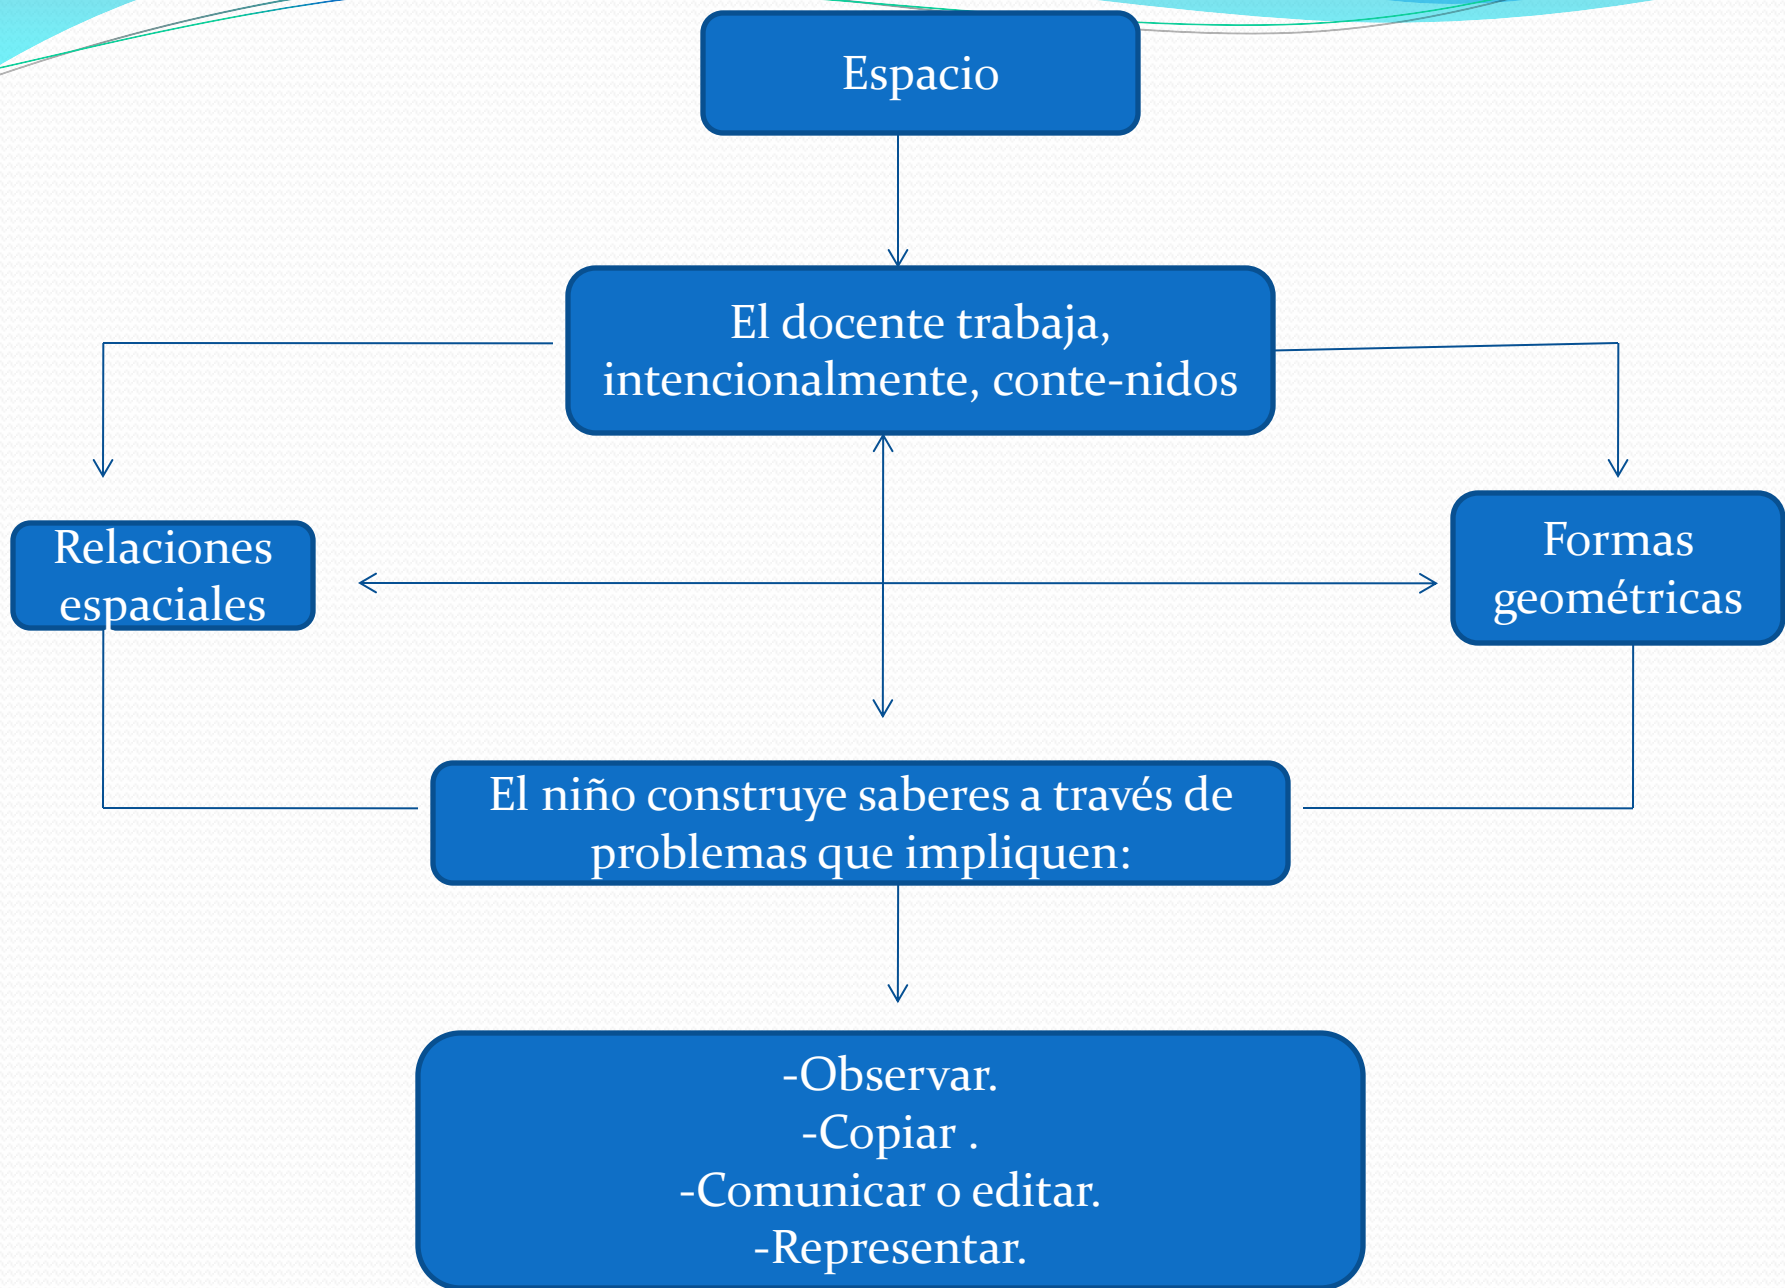 Espacio
El docente trabaja,
intencionalmente, conte-nidos
Relaciones
espaciales
Formas
geométricas
El niño construye saberes a través de
problemas que impliquen:
-Observar.
-Copiar .
-Comunicar o editar.
-Representar.